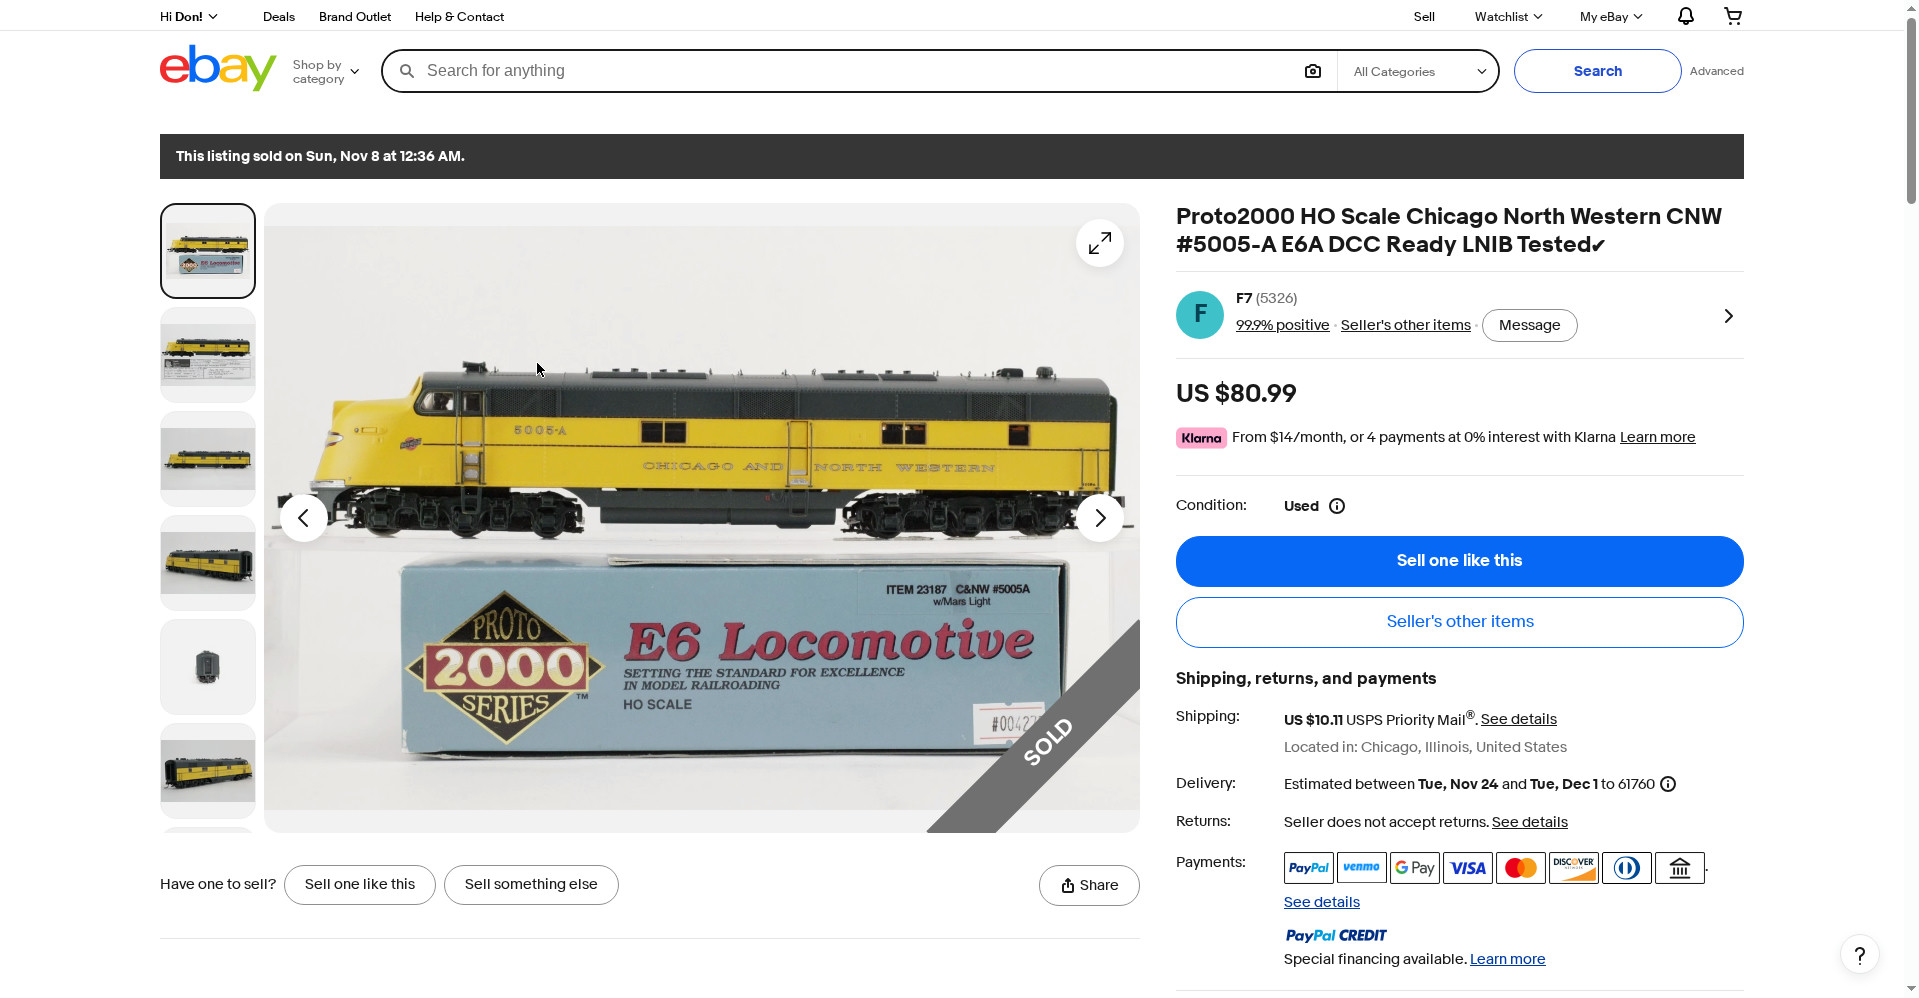 Hi Don!
Deals
Brand Outlet
Help & Contact
Sell
Watchlist
My eBay
ebay
Shop by
category
Search for anything
All Categories
Search
Advanced
This listing sold on Sun, Nov 8 at 12:36 AM.
5005-A
CHICAGO AND NORTH WESTERN
ITEM 23187 C&NW #5005A
w/Mars Light
PROTO
2000
SERIES
TM
E6 Locomotive
SETTING THE STANDARD FOR EXCELLENCE
IN MODEL RAILROADING
HO SCALE
SOLD
Have one to sell?
Sell one like this
Sell something else
Share
Proto2000 HO Scale Chicago North Western CNW
#5005-A E6A DCC Ready LNIB Tested✔
F
F7 (5326)
99.9% positive · Seller's other items · Message
US $80.99
Klarna From $14/month, or 4 payments at 0% interest with Klarna Learn more
Condition: Used
Sell one like this
Seller's other items
Shipping, returns, and payments
Shipping: US $10.11 USPS Priority Mail®. See details
Located in: Chicago, Illinois, United States
Delivery: Estimated between Tue, Nov 24 and Tue, Dec 1 to 61760
Returns: Seller does not accept returns. See details
Payments: PayPal venmo G Pay VISA DISCOVER .
See details
PayPal CREDIT
Special financing available. Learn more
?